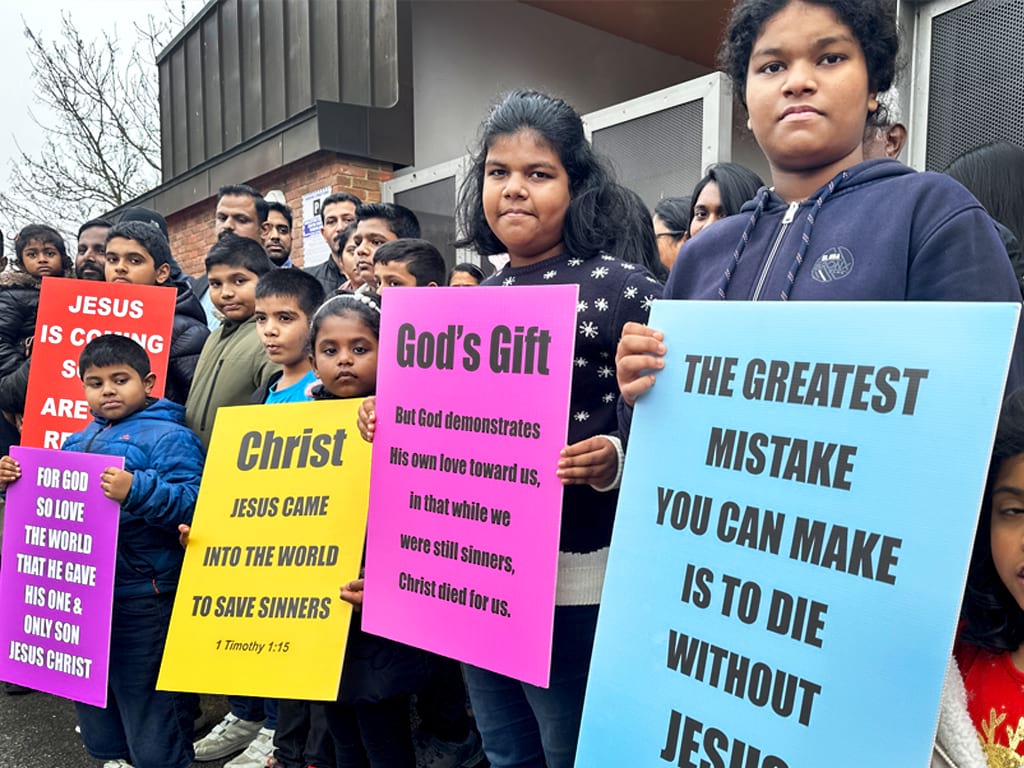 JESUS
IS COMING
ARE
FOR GOD
SO LOVE
THE WORLD
THAT HE GAVE
HIS ONE &
ONLY SON
JESUS CHRIST
Christ
JESUS CAME
INTO THE WORLD
TO SAVE SINNERS
1 Timothy 1:15
God's Gift
But God demonstrates
His own love toward us,
in that while we
were still sinners,
Christ died for us.
THE GREATEST
MISTAKE
YOU CAN MAKE
IS TO DIE
WITHOUT
JESUS